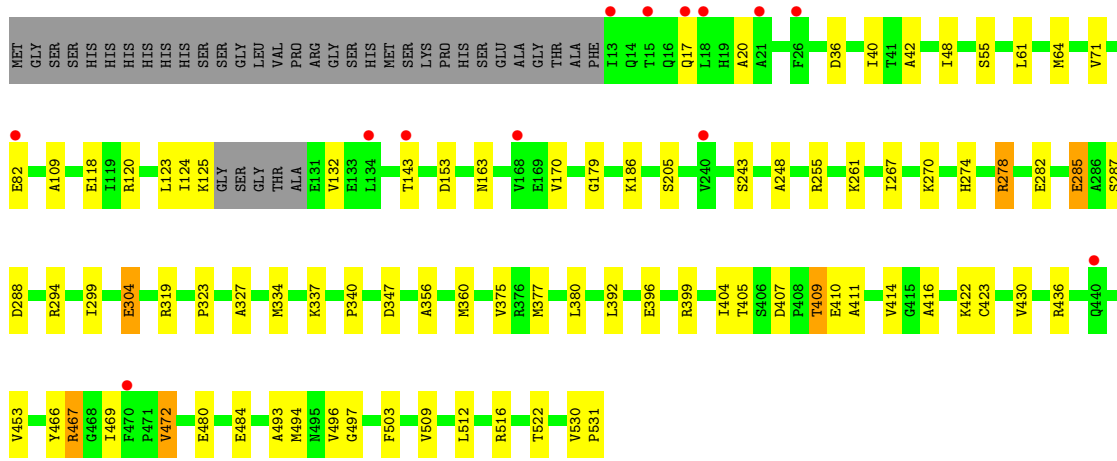 MET GLY SER SER HIS HIS HIS HIS HIS HIS SER SER GLY LEU VAL PRO ARG GLY SER HIS MET SER LYS PRO HIS SER GLU ALA GLY THR ALA PHE I13 Q14 T15 Q16 Q17 L18 H19 A20 A21 F26 D36 I40 T41 A42 I48 S55 L61 M64 V71
E82 A109 E118 I119 R120 L123 I124 K125 GLY SER GLY THR ALA E131 V132 E133 L134 T143 D153 N163 V168 E169 V170 G179 K186 S205 V240 S243 A248 R255 K261 I267 K270 H274 R278 E282 E285 A286 S287
D288 R294 I299 E304 R319 P323 A327 M334 K337 P340 D347 A356 M360 V375 R376 M377 L380 L392 E396 R399 I404 T405 S406 D407 P408 T409 E410 A411 V414 G415 A416 K422 C423 V430 R436 Q440
V453 Y466 R467 G468 I469 F470 P471 V472 E480 E484 A493 M494 N495 V496 G497 F503 V509 L512 R516 T522 V530 P531